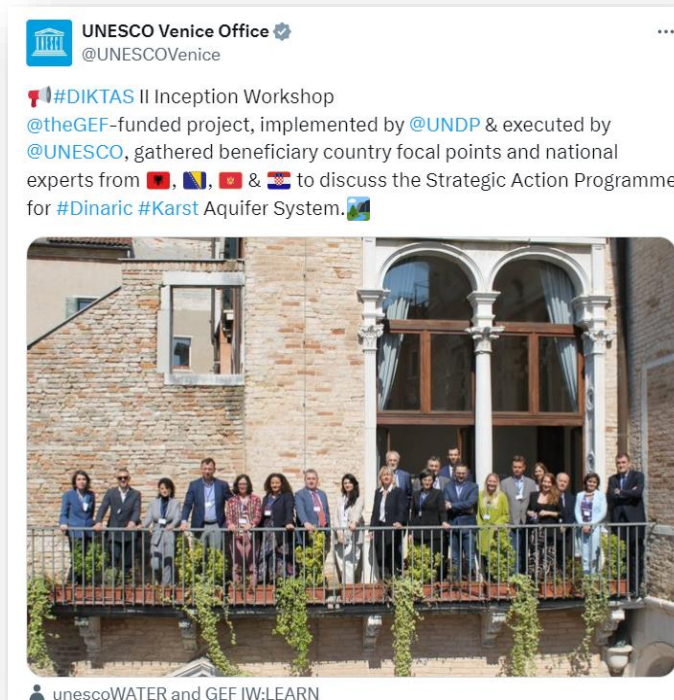 UNESCO Venice Office
@UNESCOVenice
#DIKTAS II Inception Workshop
@theGEF-funded project, implemented by @UNDP & executed by
@UNESCO, gathered beneficiary country focal points and national
experts from 🇦🇱, 🇧🇦, 🇲🇪 & 🇭🇷 to discuss the Strategic Action Programme
for #Dinaric #Karst Aquifer System.
unescoWATER and GEF IW:LEARN